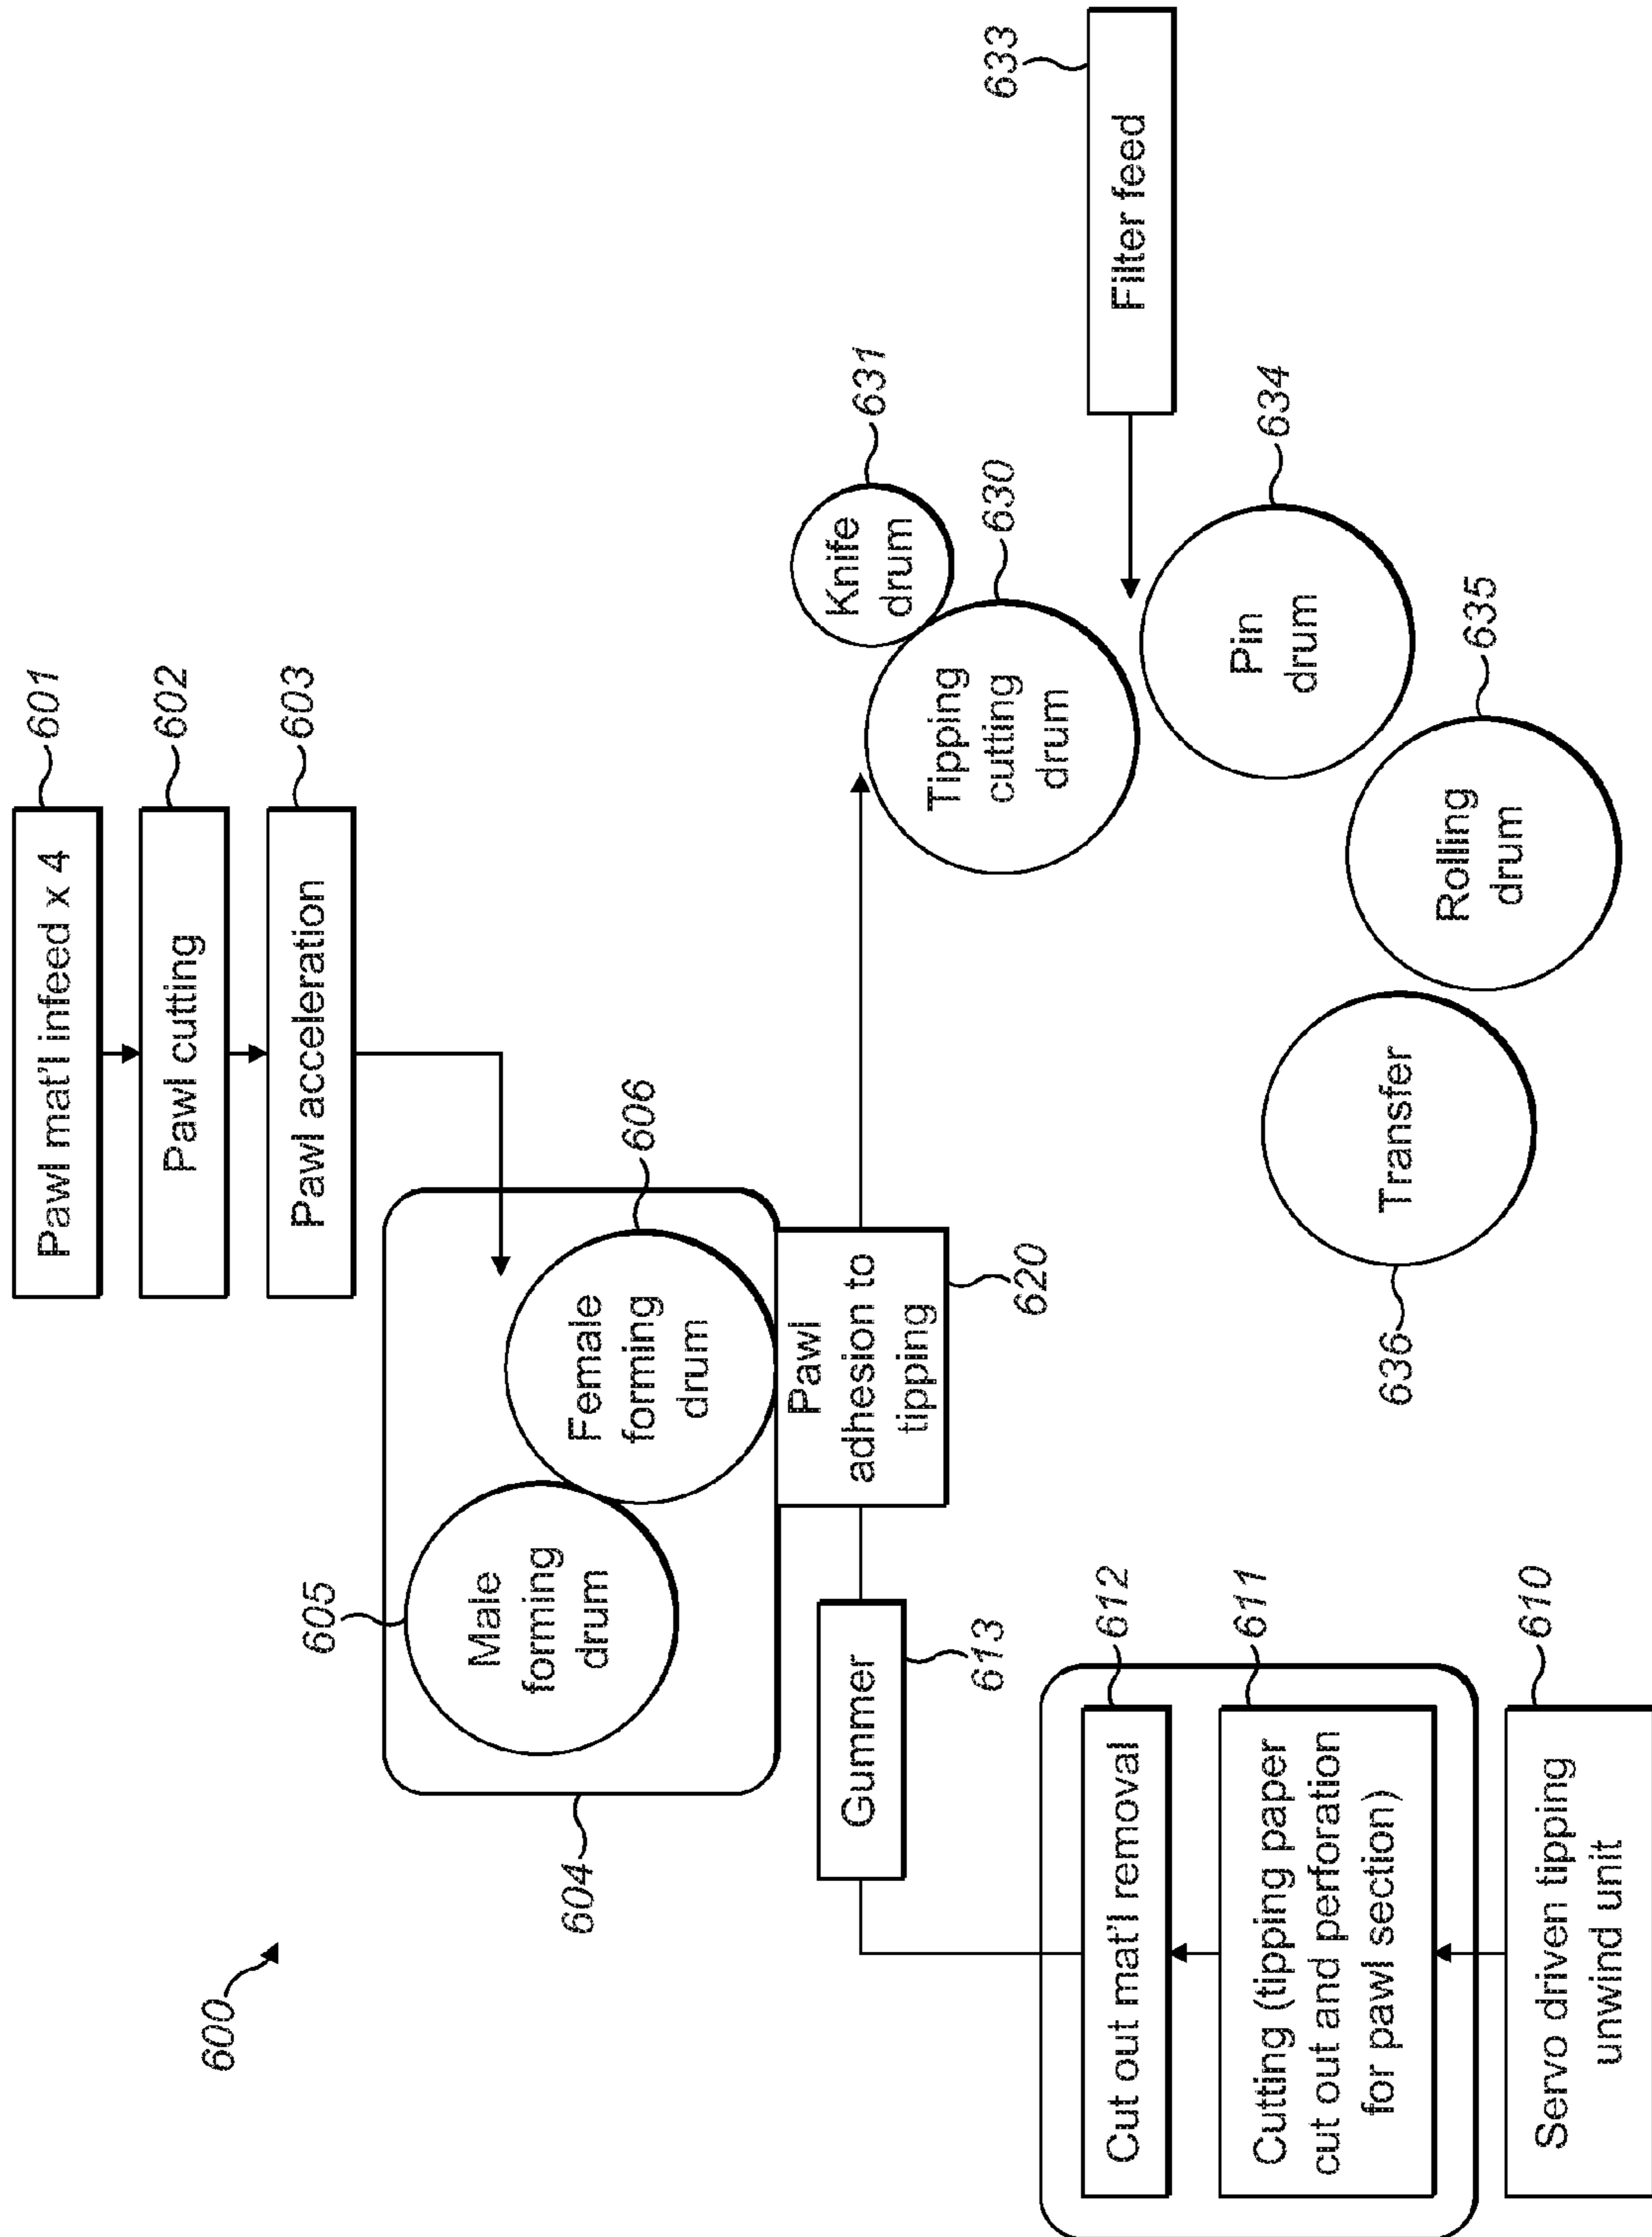 600
Pawl mat'l infeed x 4
601
Pawl cutting
602
Pawl acceleration
603
604
605
Male
forming
drum
Female
forming
drum
606
Pawl
adhesion to
tipping
620
Gummer
613
Cut out mat'l removal
612
Cutting (tipping paper
cut out and perforation
for pawl section)
611
Servo driven tipping
unwind unit
610
Knife
drum
631
Tipping
cutting
drum
630
Filter feed
633
Pin
drum
634
Rolling
drum
635
Transfer
636